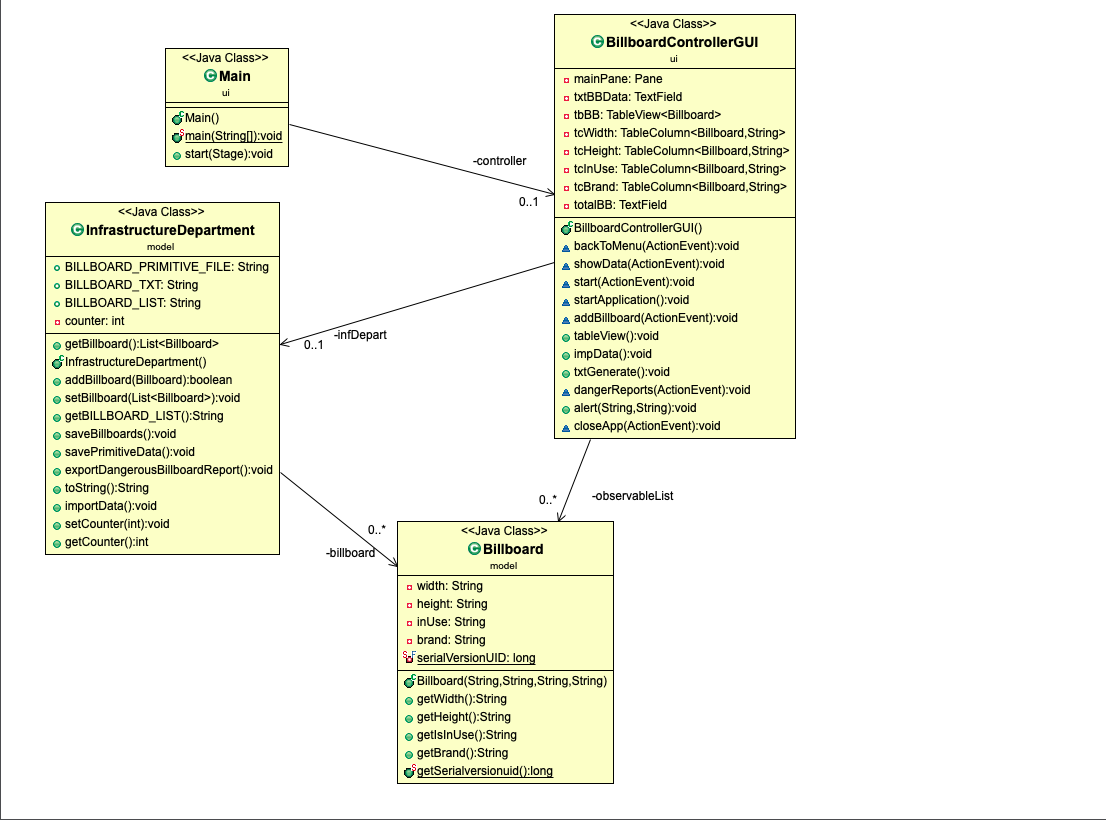 <<Java Class>>
Main
ui
Main()
main(String[]):void
start(Stage):void
-controller
0..1
<<Java Class>>
BillboardControllerGUI
ui
mainPane: Pane
txtBBData: TextField
tbBB: TableView<Billboard>
tcWidth: TableColumn<Billboard,String>
tcHeight: TableColumn<Billboard,String>
tcInUse: TableColumn<Billboard,String>
tcBrand: TableColumn<Billboard,String>
totalBB: TextField
BillboardControllerGUI()
backToMenu(ActionEvent):void
showData(ActionEvent):void
start(ActionEvent):void
startApplication():void
addBillboard(ActionEvent):void
tableView():void
impData():void
txtGenerate():void
dangerReports(ActionEvent):void
alert(String,String):void
closeApp(ActionEvent):void
<<Java Class>>
InfrastructureDepartment
model
BILLBOARD_PRIMITIVE_FILE: String
BILLBOARD_TXT: String
BILLBOARD_LIST: String
counter: int
getBillboard():List<Billboard>
InfrastructureDepartment()
addBillboard(Billboard):boolean
setBillboard(List<Billboard>):void
getBILLBOARD_LIST():String
saveBillboards():void
savePrimitiveData():void
exportDangerousBillboardReport():void
toString():String
importData():void
setCounter(int):void
getCounter():int
-infDepart
0..1
0..*
-billboard
0..*
-observableList
<<Java Class>>
Billboard
model
width: String
height: String
inUse: String
brand: String
serialVersionUID: long
Billboard(String,String,String,String)
getWidth():String
getHeight():String
getIsInUse():String
getBrand():String
getSerialversionuid():long